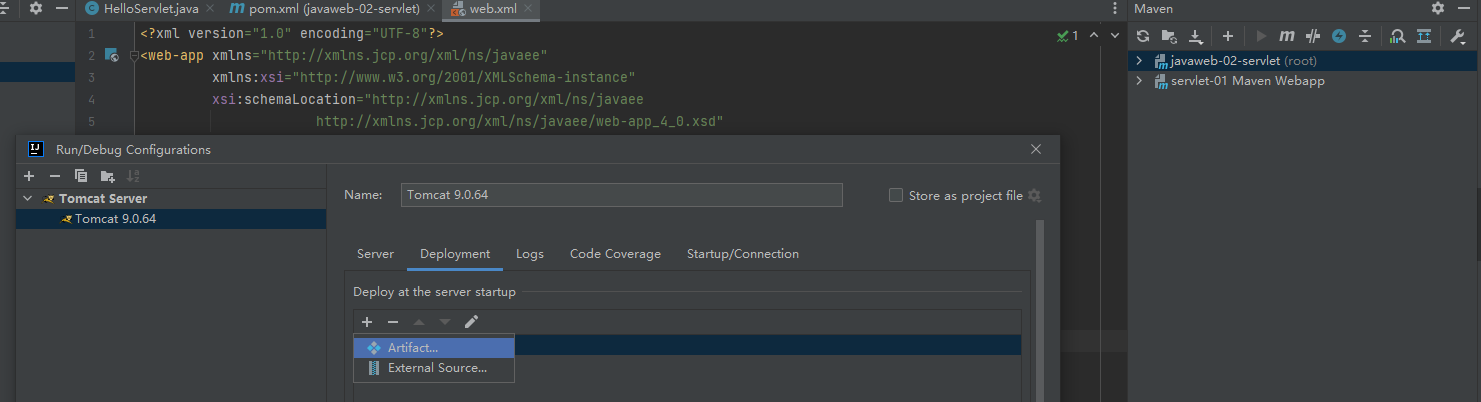 HelloServlet.java
pom.xml (javaweb-02-servlet)
web.xml
Maven
1 <?xml version="1.0" encoding="UTF-8"?>
2 <web-app xmlns="http://xmlns.jcp.org/xml/ns/javaee"
3 xmlns:xsi="http://www.w3.org/2001/XMLSchema-instance"
4 xsi:schemaLocation="http://xmlns.jcp.org/xml/ns/javaee
5 http://xmlns.jcp.org/xml/ns/javaee/web-app_4_0.xsd"
1
javaweb-02-servlet (root)
servlet-01 Maven Webapp
Run/Debug Configurations
Tomcat Server
Tomcat 9.0.64
Name: Tomcat 9.0.64
Store as project file
Server Deployment Logs Code Coverage Startup/Connection
Deploy at the server startup
Artifact...
External Source...